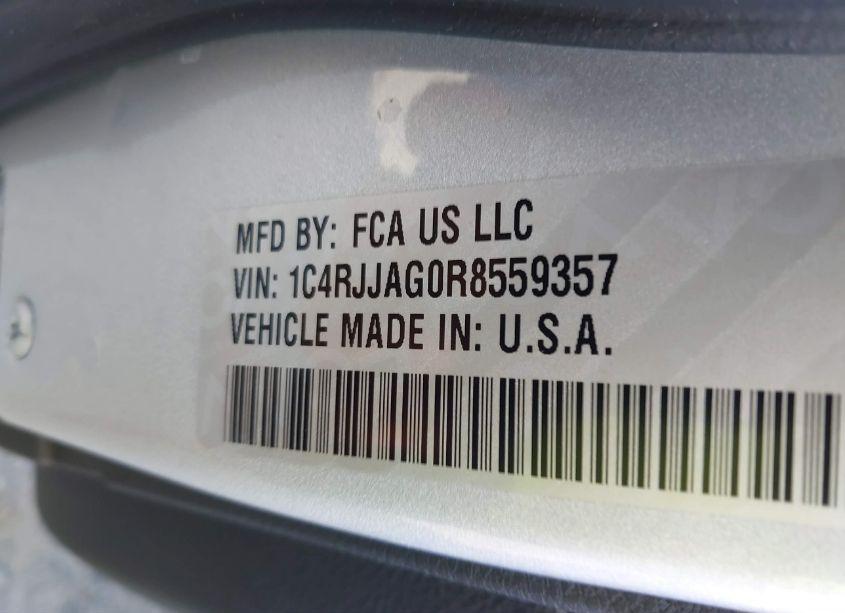 MFD BY: FCA US LLC
VIN: 1C4RJJAG0R8559357
VEHICLE MADE IN: U.S.A.